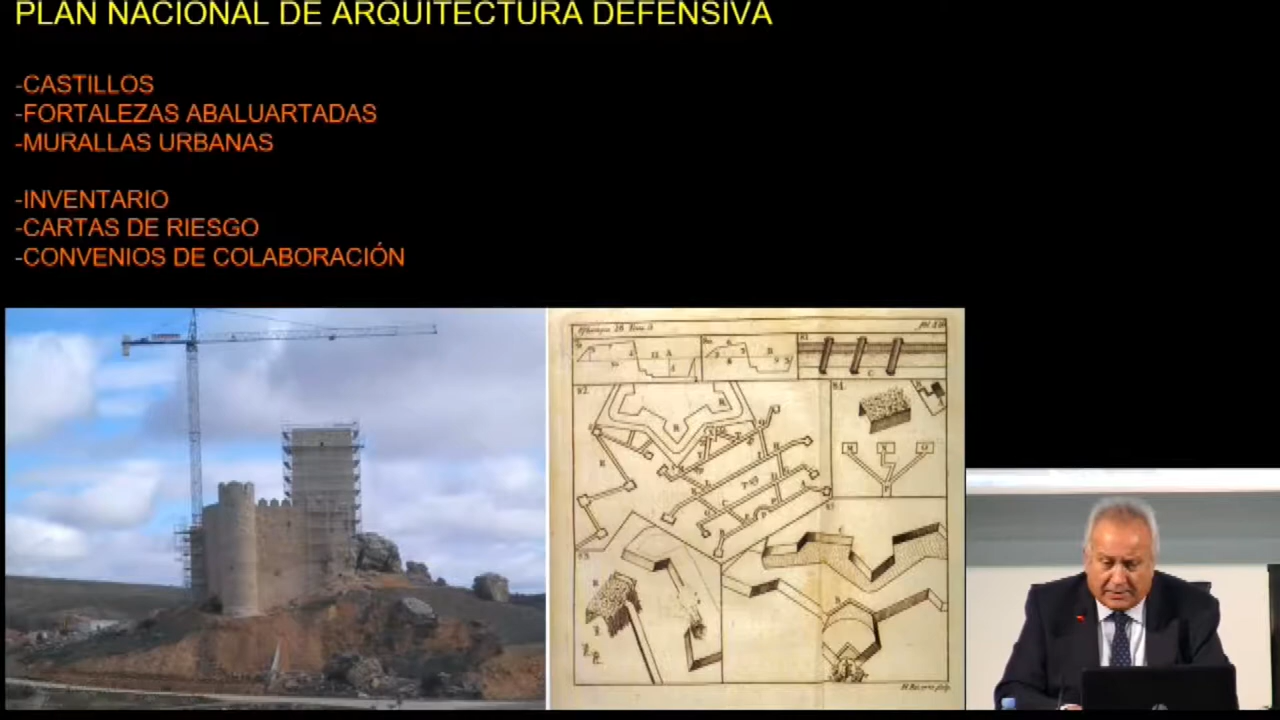 PLAN NACIONAL DE ARQUITECTURA DEFENSIVA
-CASTILLOS
-FORTALEZAS ABALUARTADAS
-MURALLAS URBANAS
-INVENTARIO
-CARTAS DE RIESGO
-CONVENIOS DE COLABORACIÓN